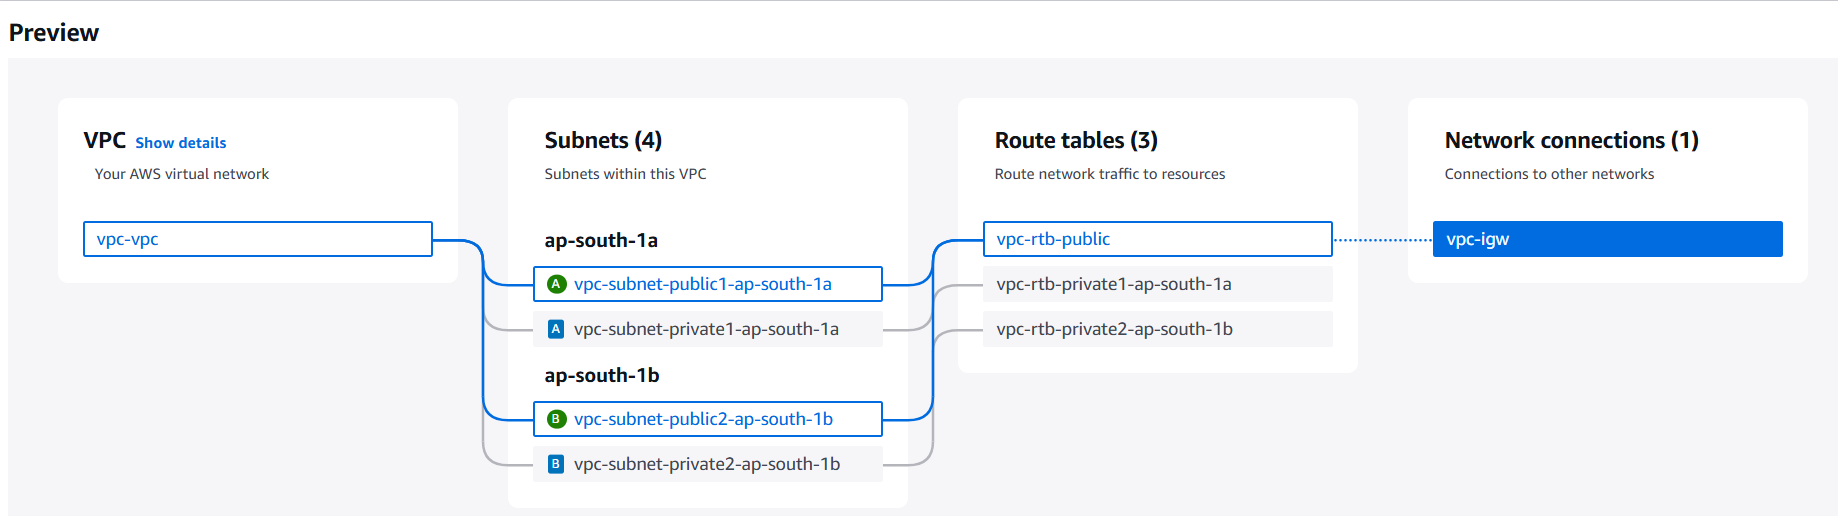 Preview
VPC Show details
Your AWS virtual network
vpc-vpc
Subnets (4)
Subnets within this VPC
ap-south-1a
A vpc-subnet-public1-ap-south-1a
A vpc-subnet-private1-ap-south-1a
ap-south-1b
B vpc-subnet-public2-ap-south-1b
B vpc-subnet-private2-ap-south-1b
Route tables (3)
Route network traffic to resources
vpc-rtb-public
vpc-rtb-private1-ap-south-1a
vpc-rtb-private2-ap-south-1b
Network connections (1)
Connections to other networks
vpc-igw